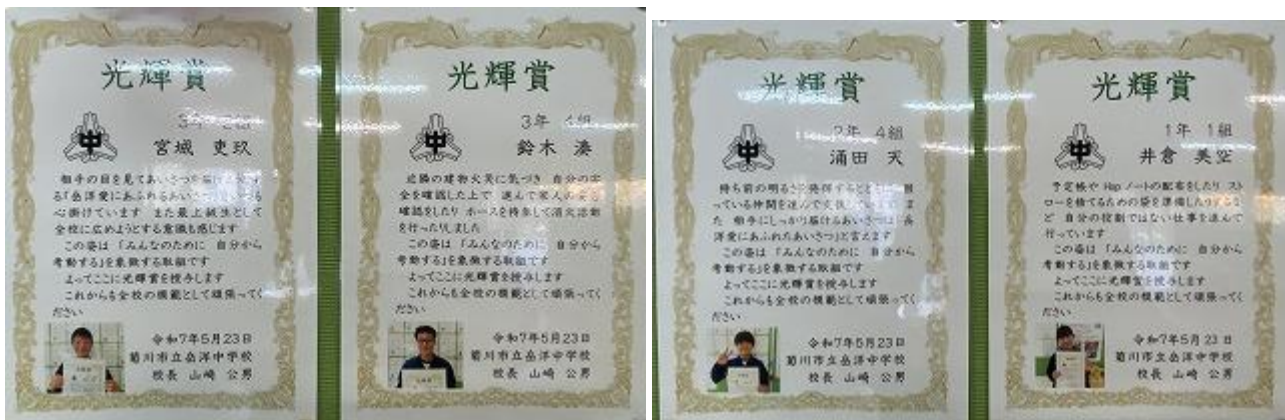 光輝賞
3年 組
宮城 吏玖
相手の目を見てあいさつを
る「岳洋愛にあふれるあいさつ」をいつも
心掛けています また最上級生として
全校に広めようとする意識も感じます
この姿は「みんなのために 自分から
考動する」を象徴する取組です
よってここに光輝賞を授与します
これからも全校の模範として頑張ってく
ださい
令和7年5月23日
菊川市立岳洋中学校
校長 山崎 公男
光輝賞
3年 組
鈴木 湊
近隣の建物火災に気づき 自分の安
全を確認した上で 進んで家人の安否
確認をしたり ホースを持参して消火活動
を行ったりしました
この姿は「みんなのために 自分から
考動する」を象徴する取組です
よってここに光輝賞を授与します
これからも全校の模範として頑張ってく
ださい
令和7年5月23日
菊川市立岳洋中学校
校長 山崎 公男
光輝賞
2年 4組
涌田 天
持ち前の明るさを発揮するとともに 困
っている仲間を進んで支援しています ま
た 相手にしっかり届けるあいさつは「岳
洋愛にあふれたあいさつ」と言えます
この姿は「みんなのために 自分から
考動する」を象徴する取組です
よってここに光輝賞を授与します
これからも全校の模範として頑張ってく
ださい
令和7年5月23日
菊川市立岳洋中学校
校長 山崎 公男
光輝賞
1年 1組
井倉 美空
予定帳や Hap ノートの配布をしたり スト
ローを捨てるための袋を準備したりするな
ど 自分の役割ではない仕事を進んで
行っています
この姿は「みんなのために 自分から
考動する」を象徴する取組です
よってここに光輝賞を授与します
これからも全校の模範として頑張ってく
ださい
令和7年5月23日
菊川市立岳洋中学校
校長 山崎 公男